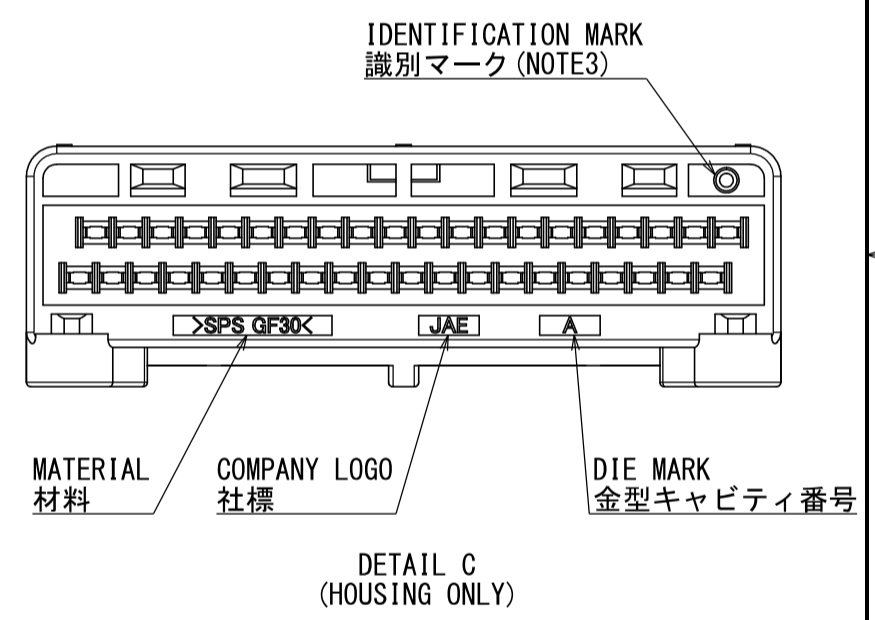 IDENTIFICATION MARK
識別マーク(NOTE3)
>SPS GF30<
JAE
A
MATERIAL
材料
COMPANY LOGO
社標
DIE MARK
金型キャビティ番号
DETAIL C
(HOUSING ONLY)